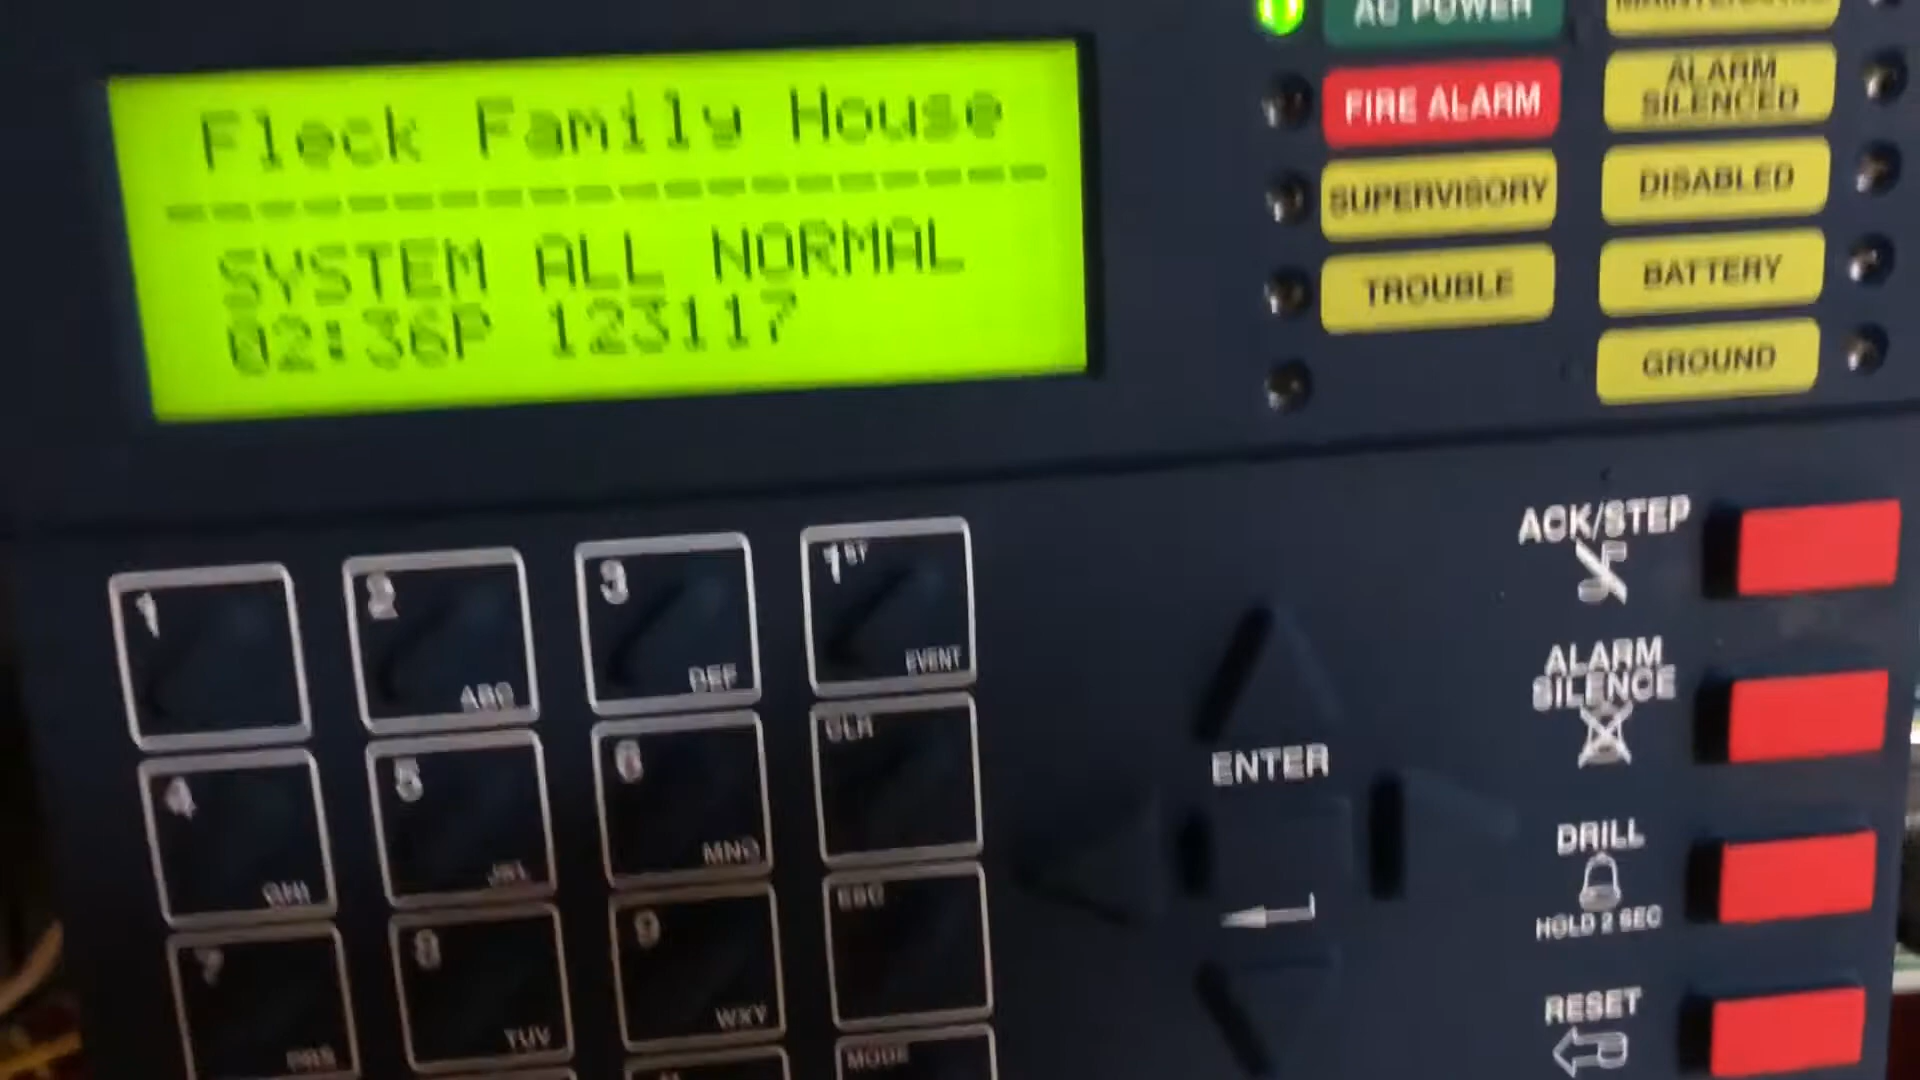 Fleck Family House
--------------------
SYSTEM ALL NORMAL
02:36P 123117
AC POWER
FIRE ALARM
SUPERVISORY
TROUBLE
ALARM
SILENCED
DISABLED
BATTERY
GROUND
1
2
ABC
3
DEF
1ST
EVENT
4
GHI
5
JKL
6
MNO
CLR
7
PRS
8
TUV
9
WXY
ESC
MODE
ENTER
ACK/STEP
ALARM
SILENCE
DRILL
HOLD 2 SEC
RESET